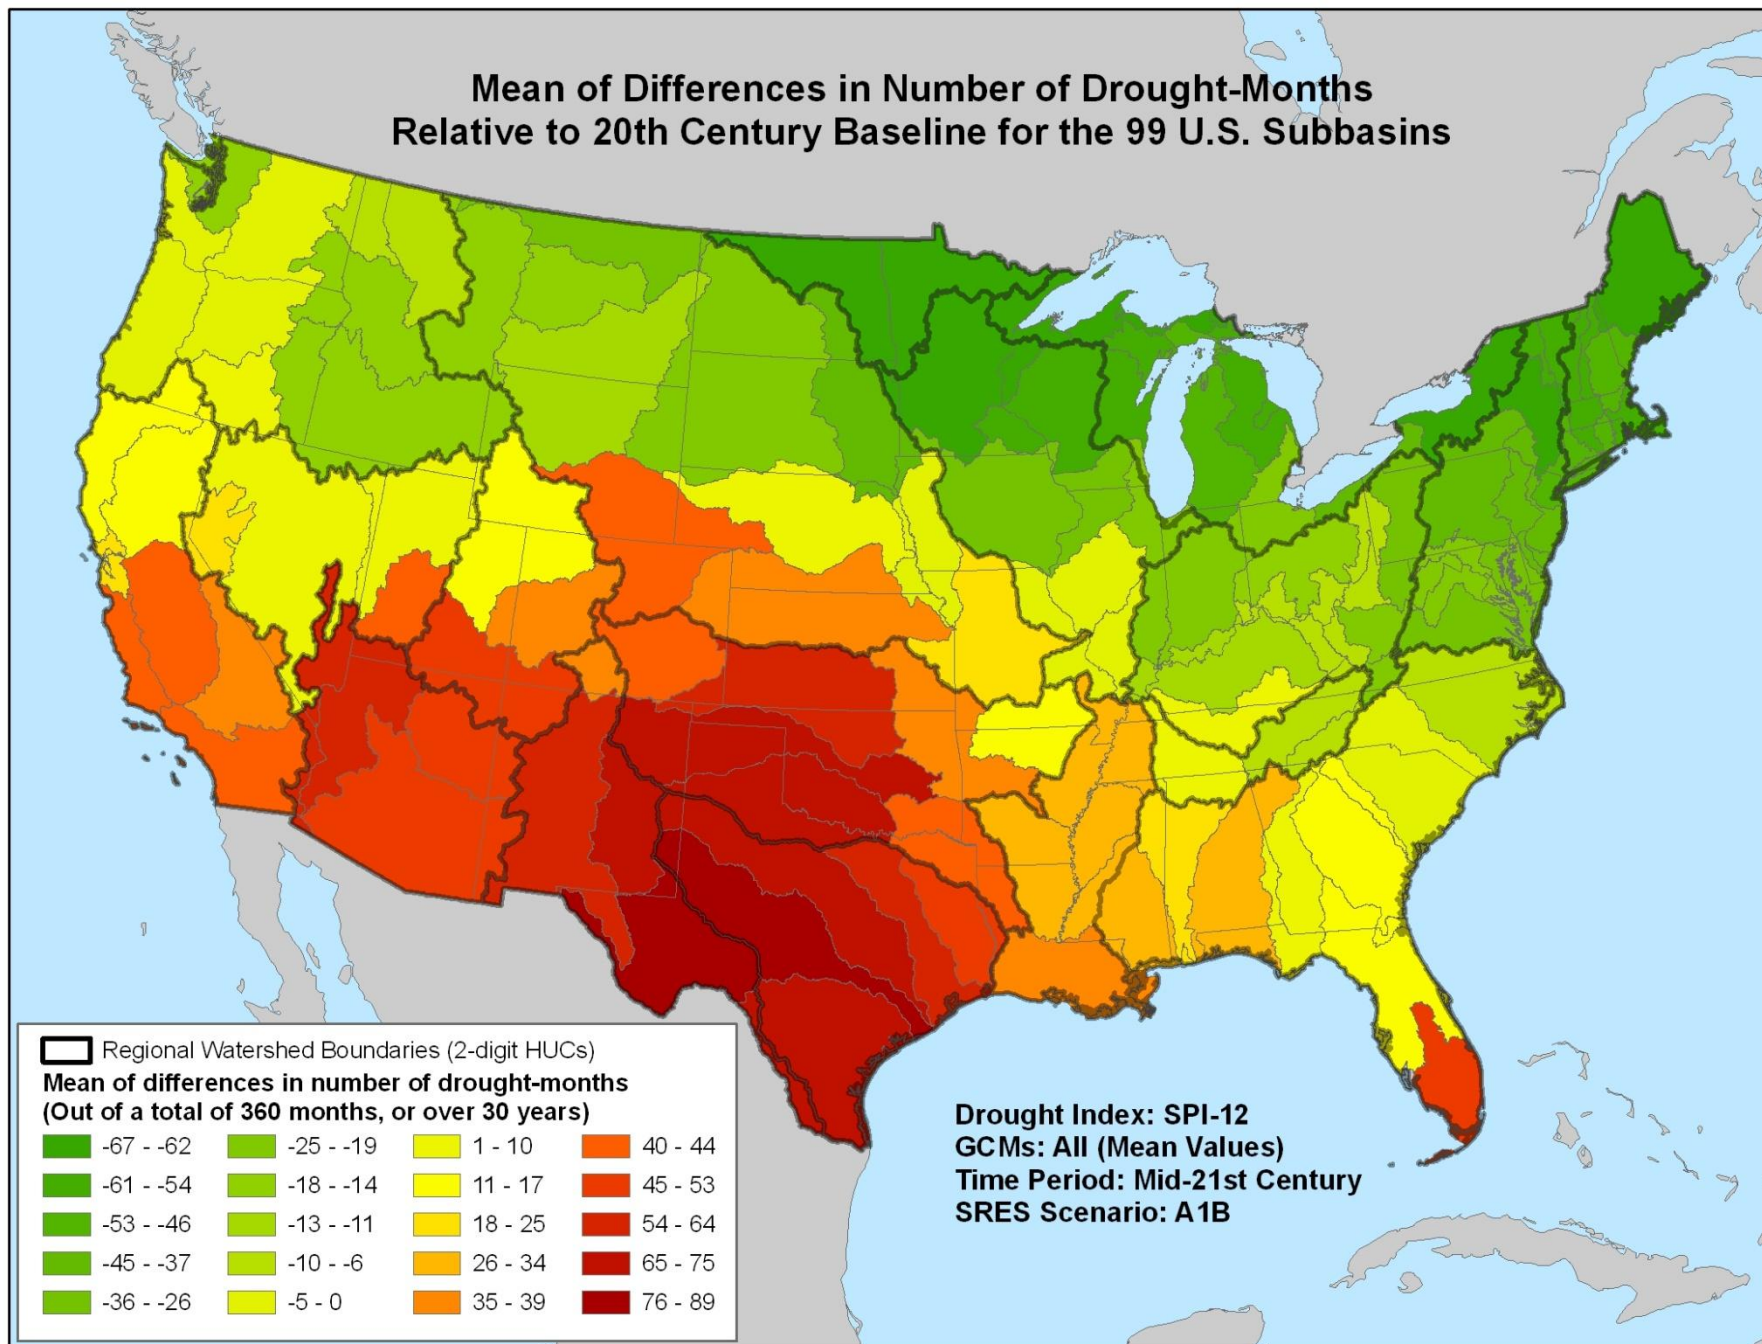 Mean of Differences in Number of Drought-Months
Relative to 20th Century Baseline for the 99 U.S. Subbasins
Regional Watershed Boundaries (2-digit HUCs)
Mean of differences in number of drought-months
(Out of a total of 360 months, or over 30 years)
-67 - -62
-61 - -54
-53 - -46
-45 - -37
-36 - -26
-25 - -19
-18 - -14
-13 - -11
-10 - -6
-5 - 0
1 - 10
11 - 17
18 - 25
26 - 34
35 - 39
40 - 44
45 - 53
54 - 64
65 - 75
76 - 89
Drought Index: SPI-12
GCMs: All (Mean Values)
Time Period: Mid-21st Century
SRES Scenario: A1B